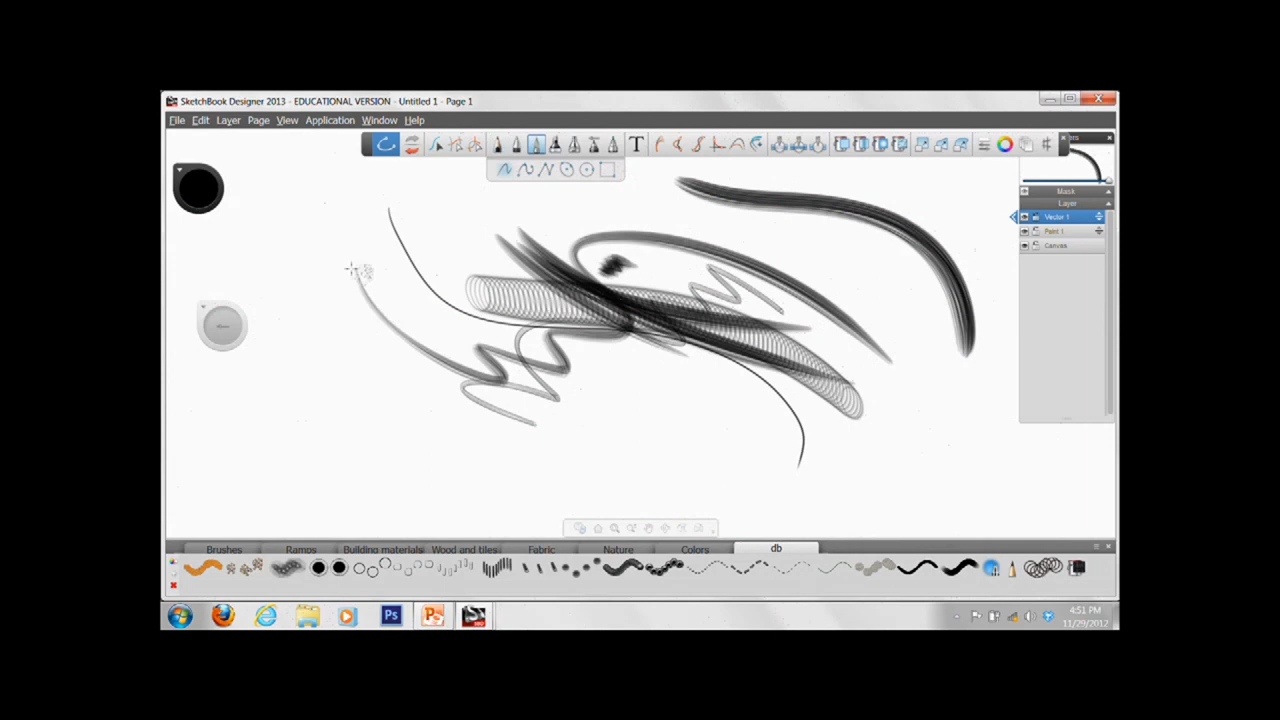 SketchBook Designer 2013 - EDUCATIONAL VERSION - Untitled 1 - Page 1
File Edit Layer Page View Application Window Help
T
Mask
Layer
Vector 1
Paint 1
Canvas
Brushes Ramps Building materials Wood and tiles Fabric Nature Colors db
Ps
4:51 PM
11/29/2012